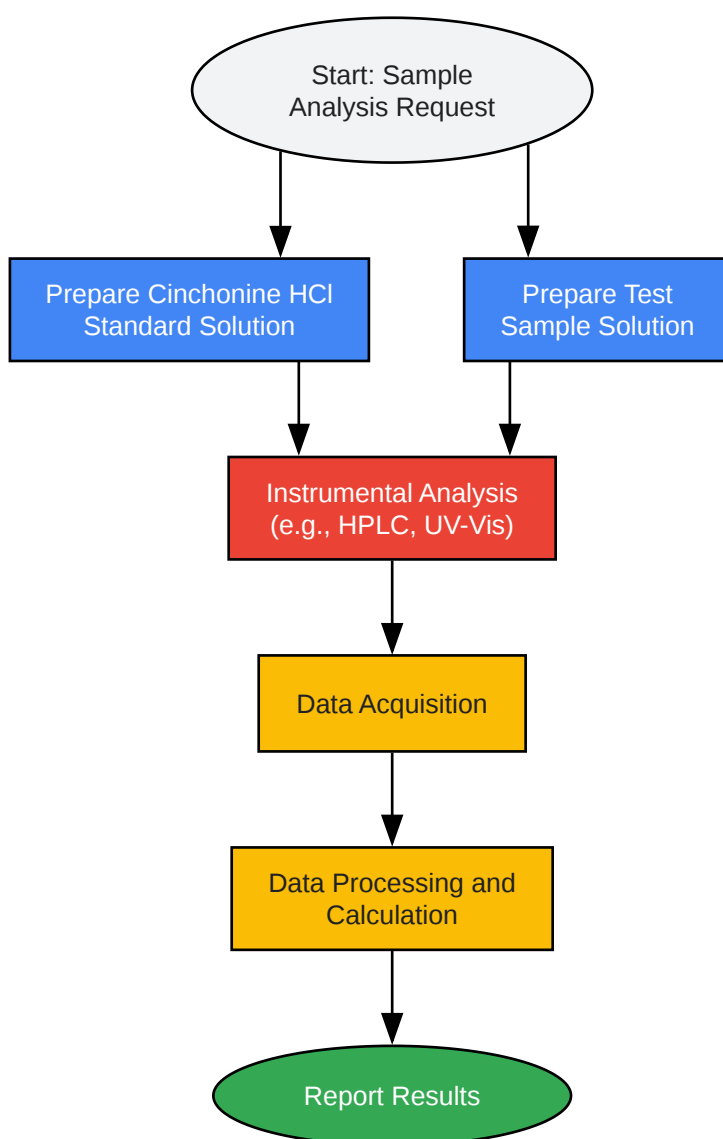 Start: Sample
Analysis Request
Prepare Cinchonine HCl
Standard Solution
Prepare Test
Sample Solution
Instrumental Analysis
(e.g., HPLC, UV-Vis)
Data Acquisition
Data Processing and
Calculation
Report Results